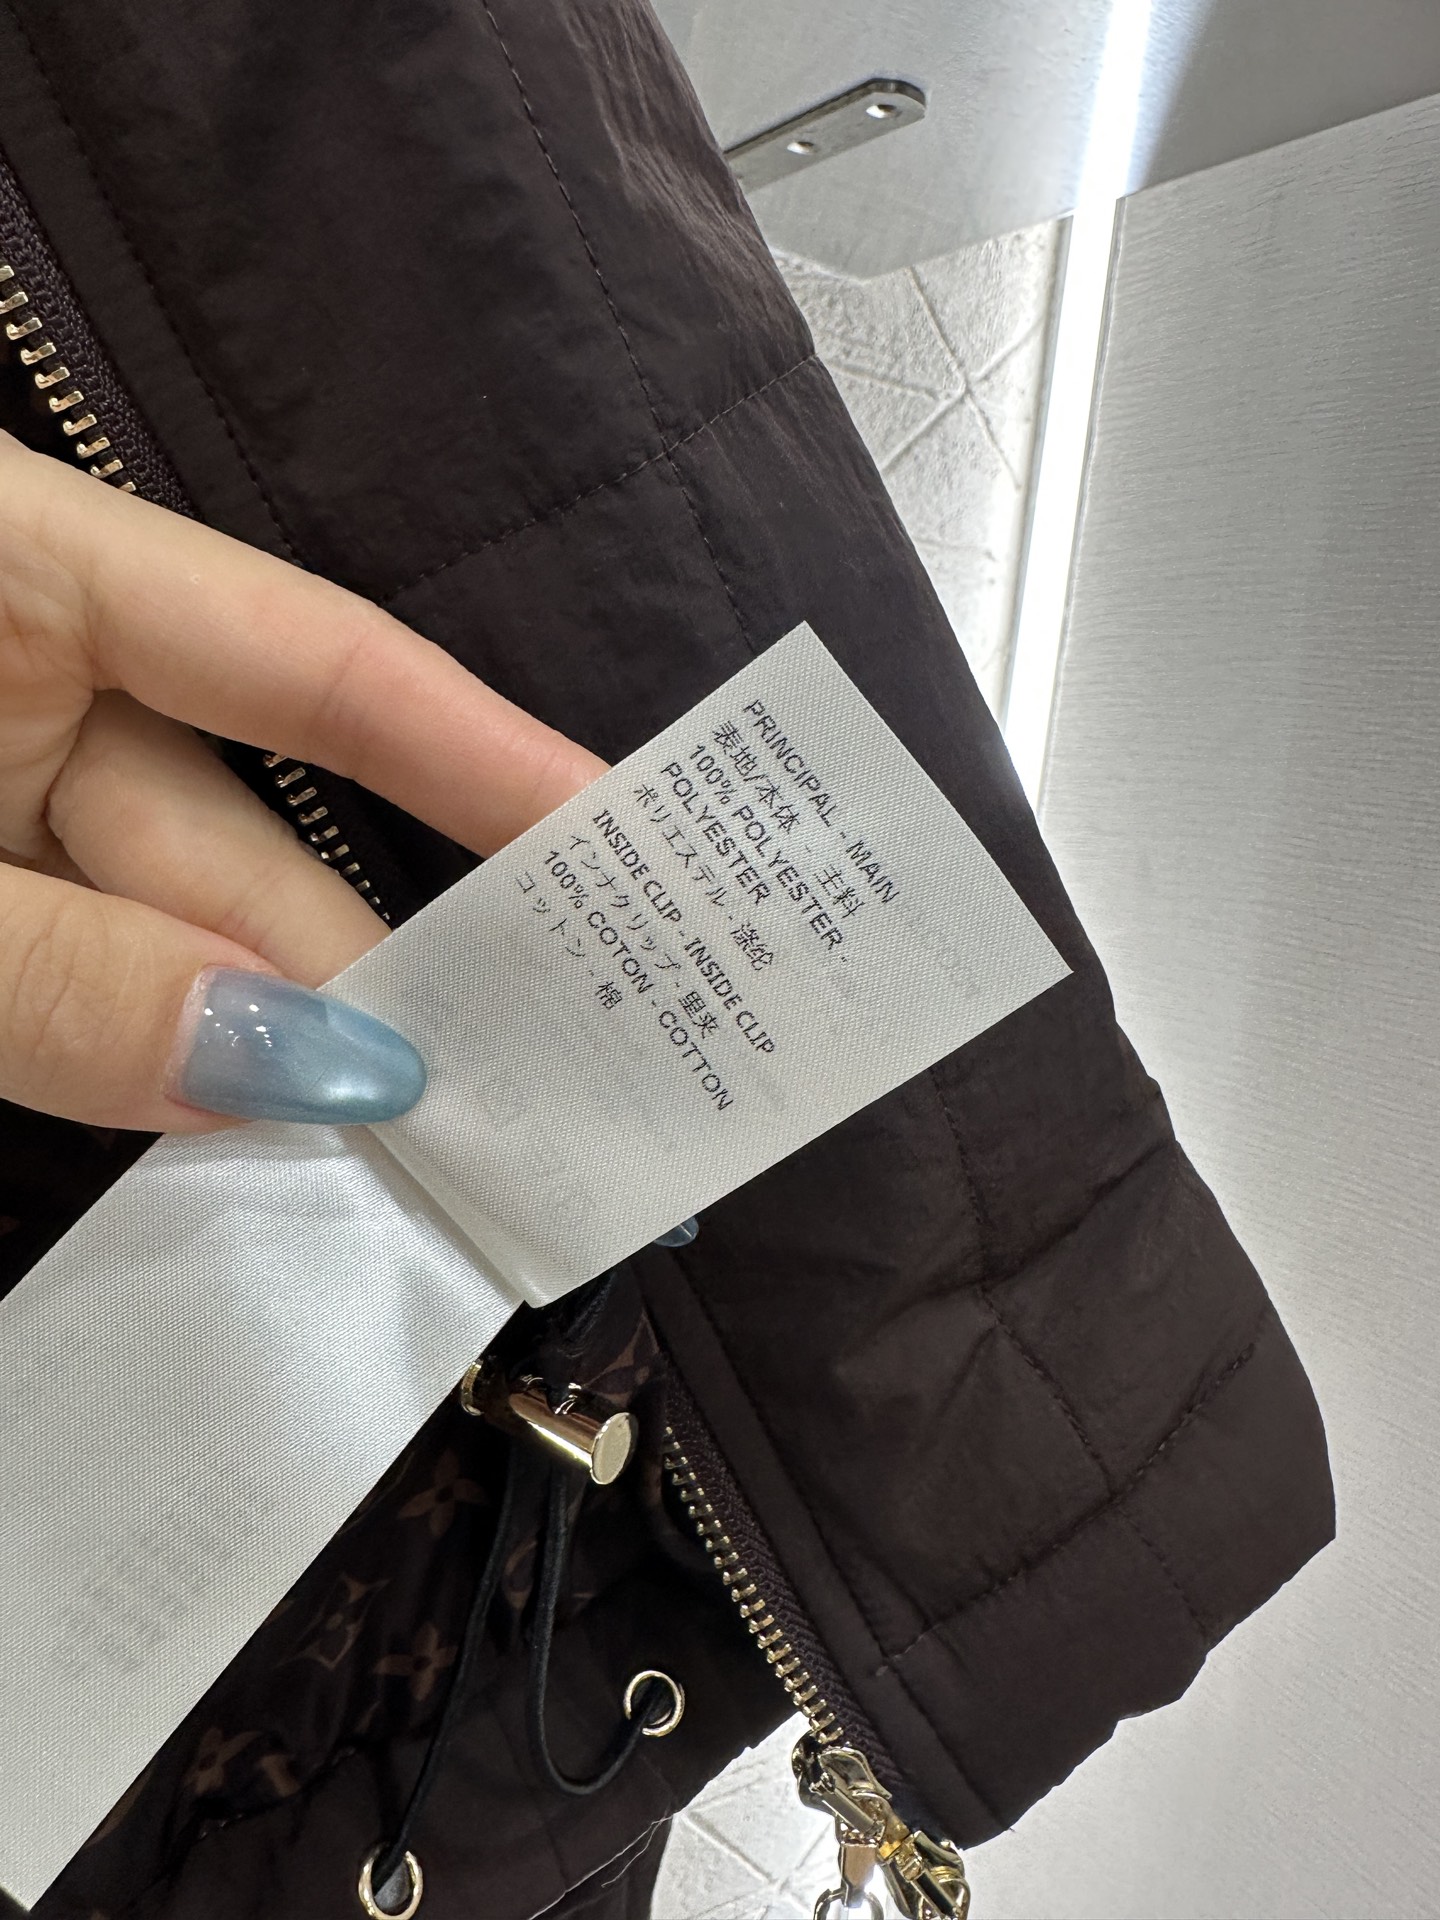 PRINCIPAL - MAIN
表地/本体 - 主料
100% POLYESTER -
POLYESTER
ポリエステル - 涤纶
INSIDE CLIP - INSIDE CLIP
インナクリップ - 里夹
100% COTON - COTTON
コットン - 棉